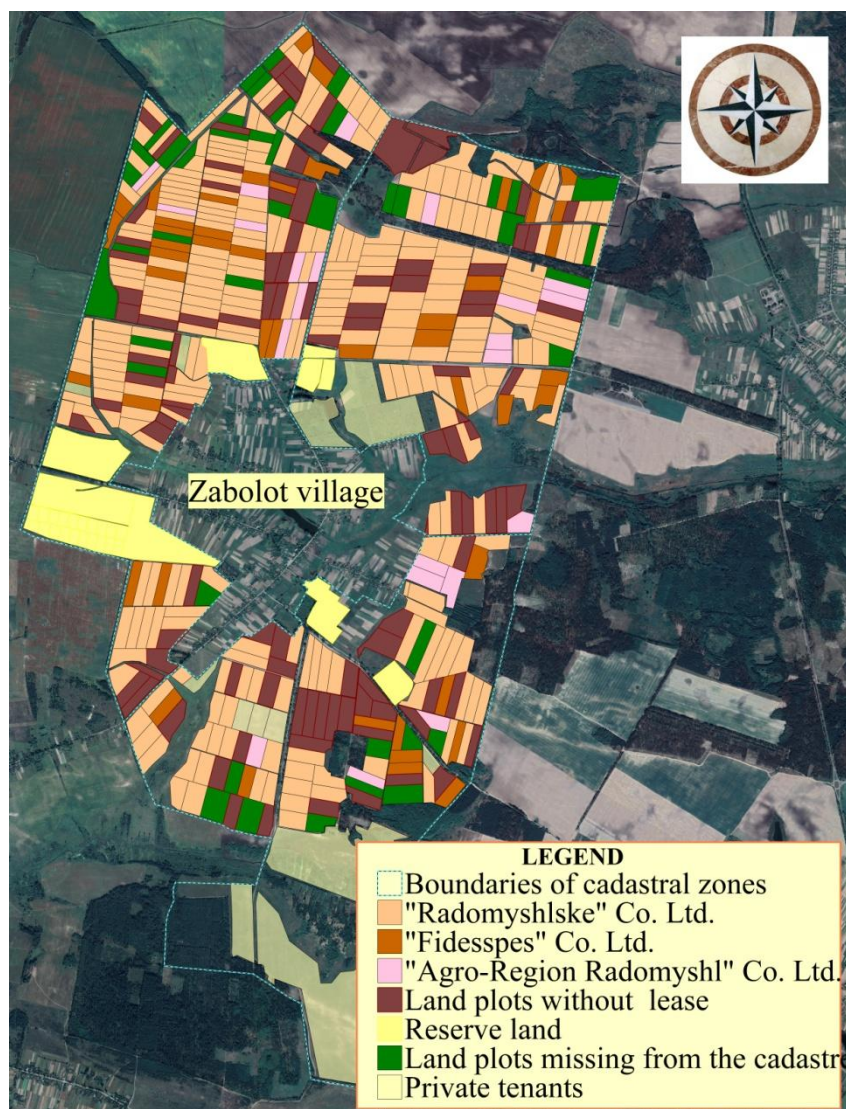 Zabolot village
LEGEND
Boundaries of cadastral zones
"Radomyshlske" Co. Ltd.
"Fidesspes" Co. Ltd.
"Agro-Region Radomyshl" Co. Ltd.
Land plots without lease
Reserve land
Land plots missing from the cadastre
Private tenants